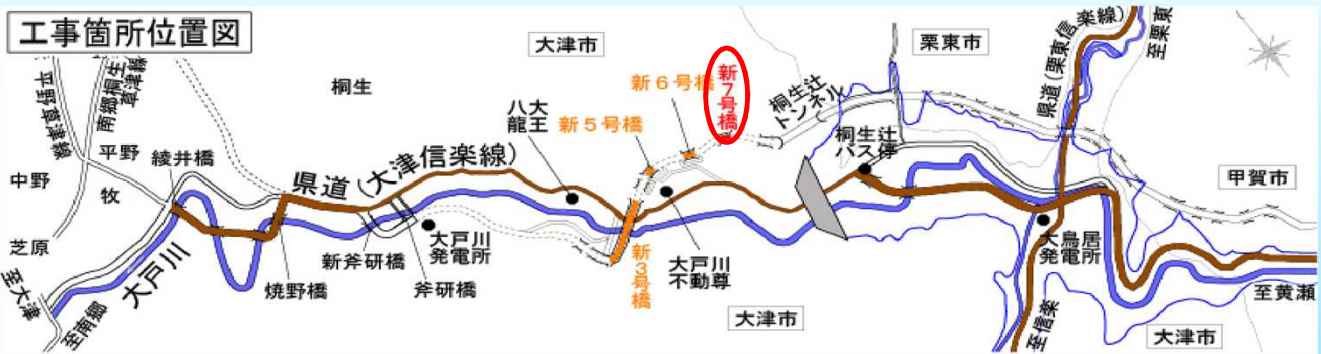 工事箇所位置図
大津市
栗東市
県道(栗東信楽線)
至栗東
平野草津線
南郷桐生草津線
桐生
新6号橋
新7号橋
桐生辻
トンネル
八大
龍王
新5号橋
桐生辻
バス停
中野
平野
綾井橋
県道(大津信楽線)
甲賀市
牧
芝原
大戸川
新斧研橋
大戸川
発電所
大戸川
不動尊
新3号橋
大鳥居
発電所
至大津
至南郷
焼野橋
斧研橋
大津市
至信楽
大津市
至黄瀬